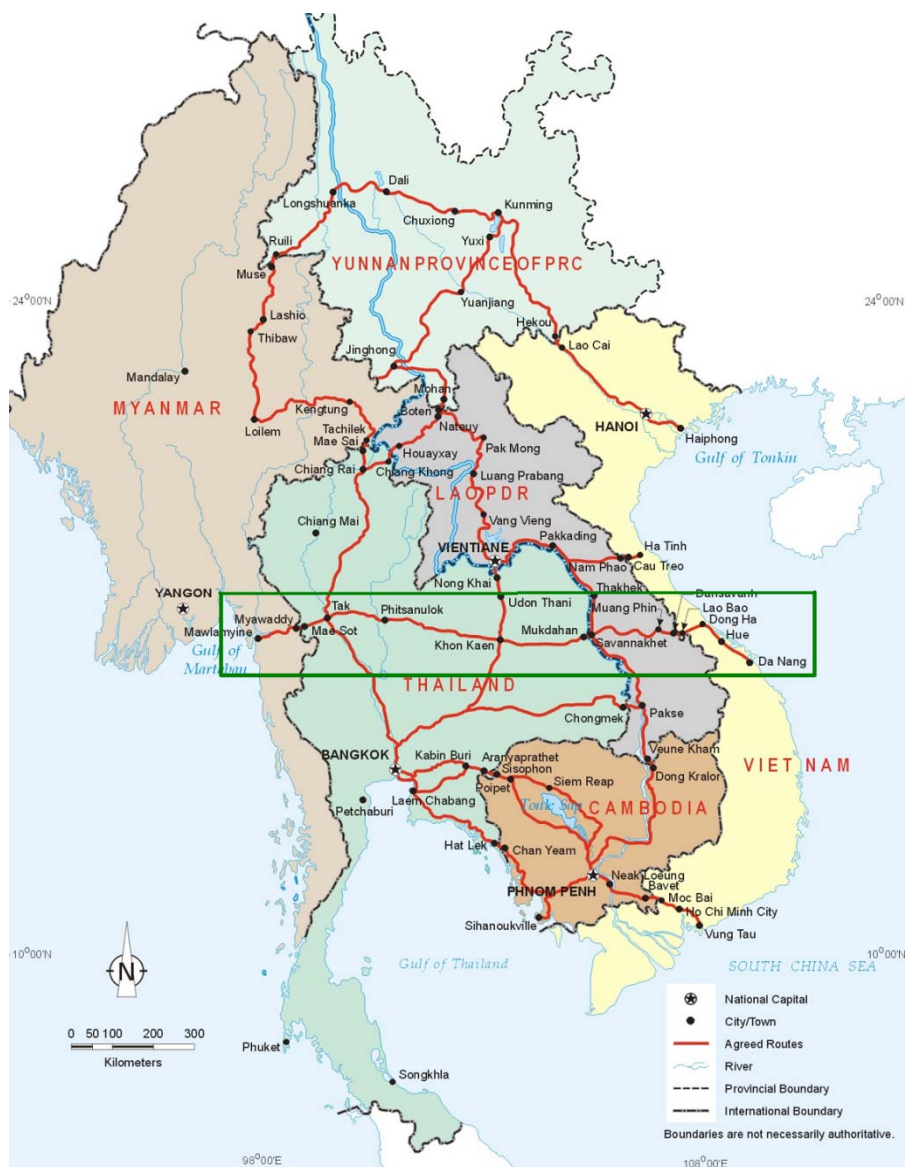 Dali
Longshuanka
Kunming
Chuxiong
Ruili
Yuxi
YUNNAN PROVINCE OF PRC
Muse
24°00'N
24°00'N
Yuanjiang
Lashio
Hekou
Thibaw
Lao Cai
Jinghong
Mandalay
Mohan
MYANMAR
Kengtung
Boten
HANOI
Loilem
Tachilek
Nateuy
Haiphong
Mae Sai
Pak Mong
Houayxay
Gulf of Toukin
Chiang Rai
Chiang Khong
Luang Prabang
LAO PDR
Chiang Mai
Vang Vieng
Pakkading
VIENTIANE
Ha Tinh
Nam Phao
Cau Treo
Nong Khai
Thakhek
Dansavanh
YANGON
Udon Thani
Muang Phin
Lao Bao
Tak
Phitsanulok
Myawaddy
Dong Ha
Mawlamyine
Mae Sot
Mukdahan
Hue
Gulf of
Martaban
Khon Kaen
Savannakhet
Da Nang
THAILAND
Chongmek
Pakse
BANGKOK
Kabin Buri
Aranyaprathet
Veune Kham
Sisophon
VIET NAM
Poipet
Siem Reap
Dong Kralor
Petchaburi
Laem Chabang
Tonle Sap
CAMBODIA
Hat Lek
Chan Yeam
Neak Loeung
PHNOM PENH
Bavet
Moc Bai
Sihanoukville
Ho Chi Minh City
Vung Tau
10°00'N
10°00'N
N
Gulf of Thailand
SOUTH CHINA SEA
0 50 100 200 300
Kilometers
Phuket
Songkhla
National Capital
City/Town
Agreed Routes
River
Provincial Boundary
International Boundary
Boundaries are not necessarily authoritative.
98°00'E
108°00'E